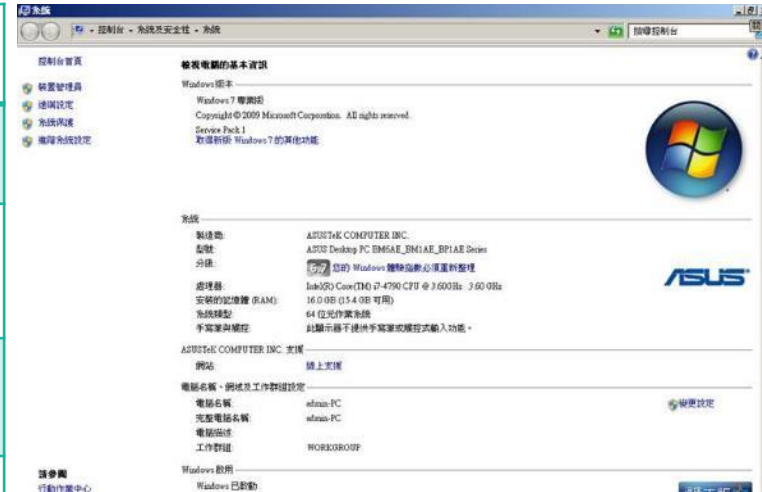 系統
控制台 系統及安全性 系統
搜尋控制台
控制台首頁
裝置管理員
遠端設定
系統保護
進階系統設定
檢視電腦的基本資訊
Windows 版本
Windows 7 專業版
Copyright © 2009 Microsoft Corporation. All rights reserved.
Service Pack 1
取得新版 Windows 7 的其他功能
系統
製造商: ASUSTeK COMPUTER INC.
型號: ASUS Desktop PC BM6AE_BM1AE_BP1AE Series
分級: 6.7 您的 Windows 體驗指數必須重新整理
處理器: Intel(R) Core(TM) i7-4790 CPU @ 3.60GHz 3.60 GHz
安裝的記憶體 (RAM): 16.0 GB (15.4 GB 可用)
系統類型: 64 位元作業系統
手寫筆與觸控: 此顯示器不提供手寫筆或觸控式輸入功能。
ASUS
ASUSTeK COMPUTER INC. 支援
網站: 線上支援
電腦名稱、網域及工作群組設定
電腦名稱: admin-PC
變更設定
完整電腦名稱: admin-PC
電腦描述:
工作群組: WORKGROUP
請參閱
行動作業中心
Windows 啟用
Windows 已啟動